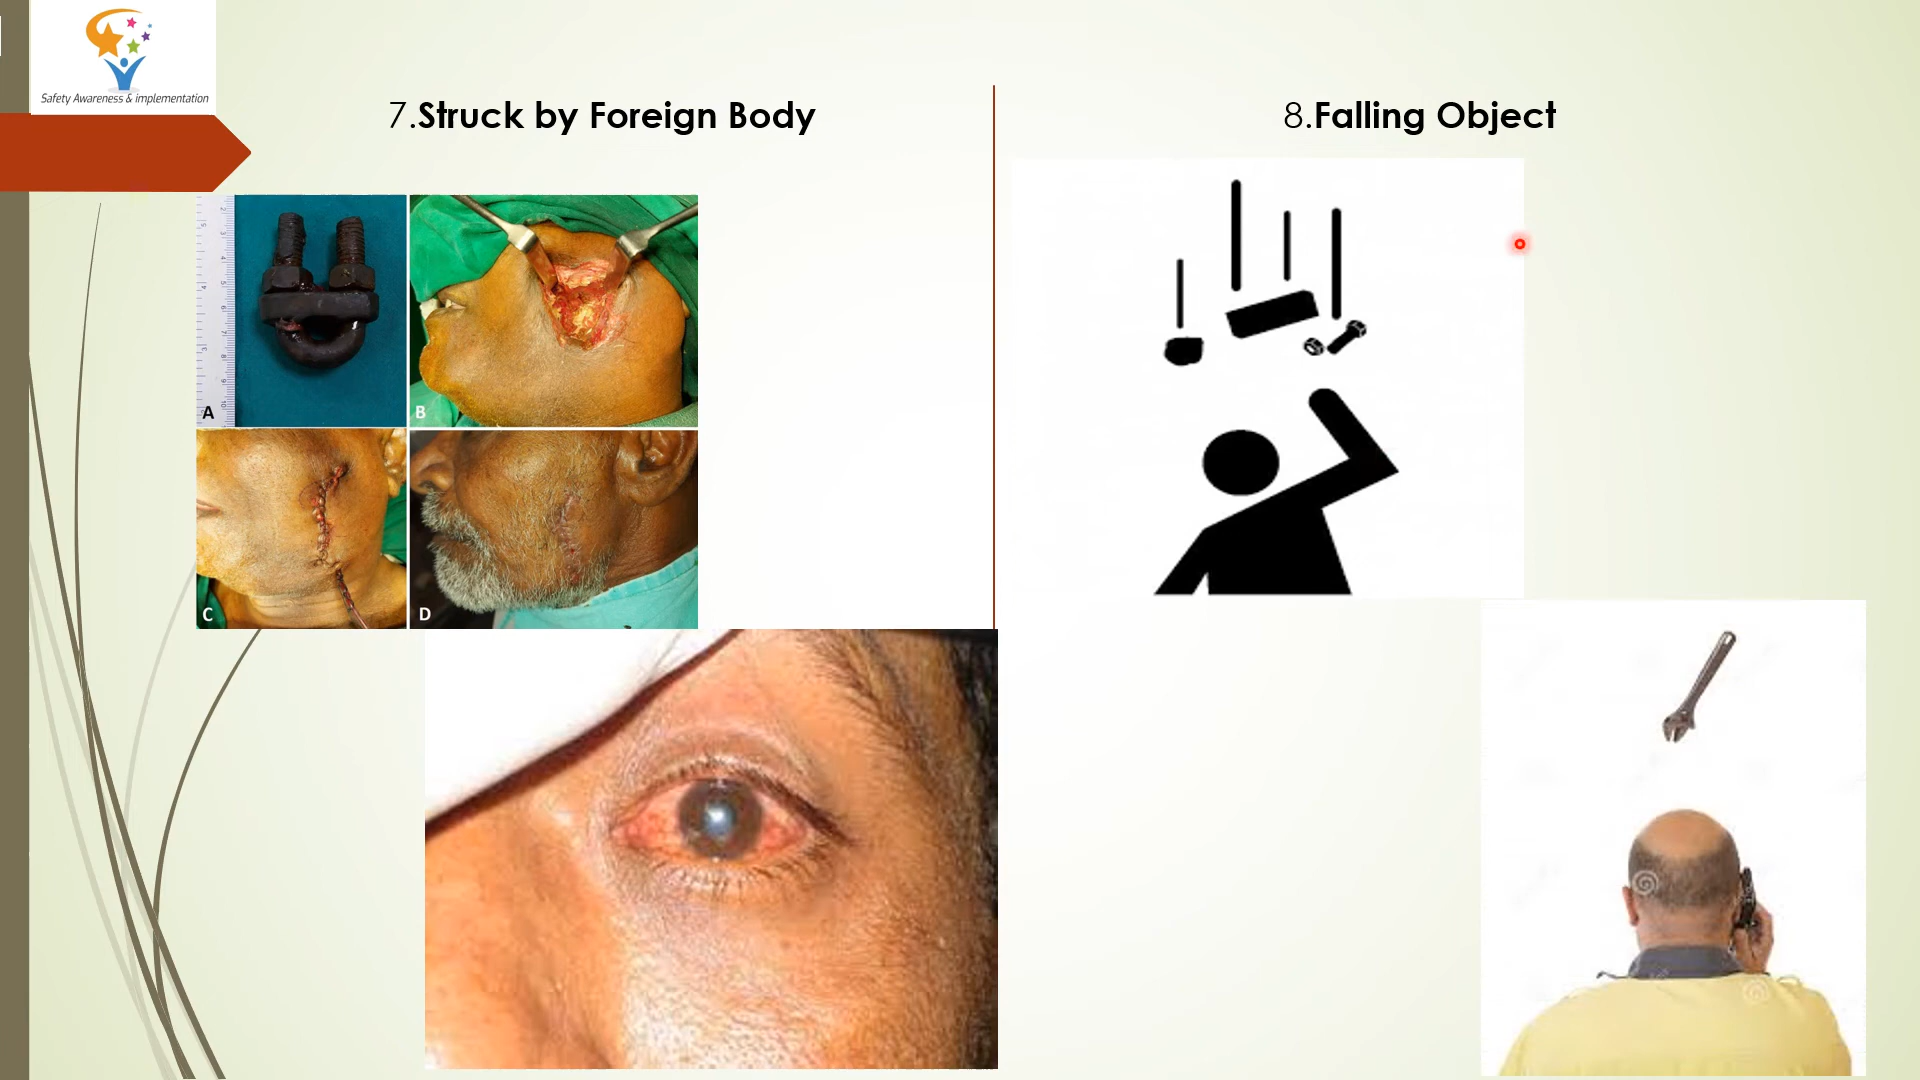 Safety Awareness & implementation
7.Struck by Foreign Body
8.Falling Object
A
B
C
D